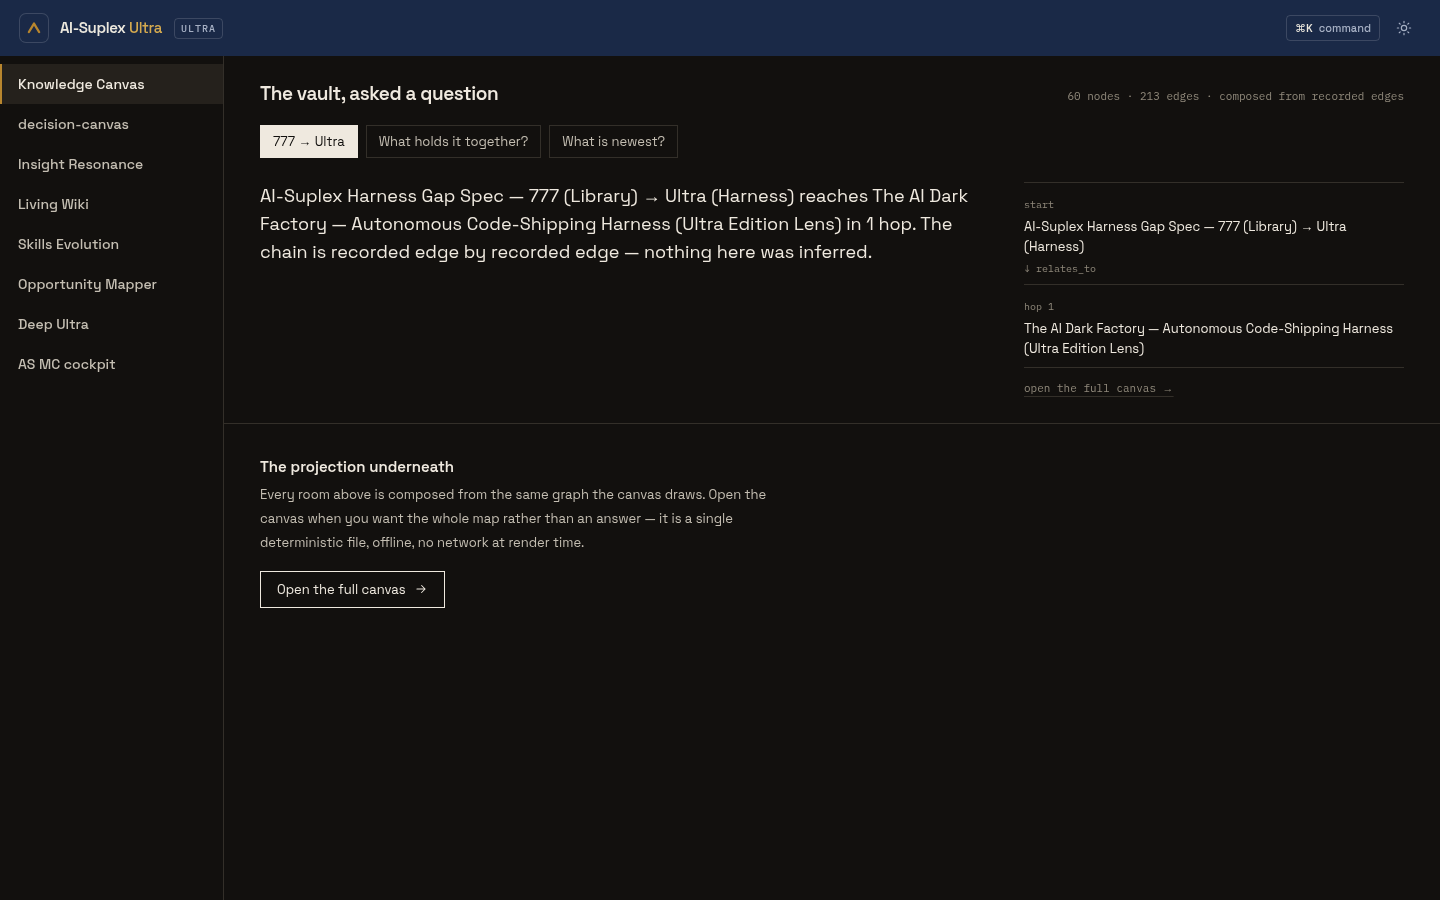 AI-Suplex Ultra ULTRA
⌘K command
Knowledge Canvas
decision-canvas
Insight Resonance
Living Wiki
Skills Evolution
Opportunity Mapper
Deep Ultra
AS MC cockpit
The vault, asked a question
60 nodes · 213 edges · composed from recorded edges
777 → Ultra
What holds it together?
What is newest?
AI-Suplex Harness Gap Spec — 777 (Library) → Ultra (Harness) reaches The AI Dark
Factory — Autonomous Code-Shipping Harness (Ultra Edition Lens) in 1 hop. The
chain is recorded edge by recorded edge — nothing here was inferred.
start
AI-Suplex Harness Gap Spec — 777 (Library) → Ultra
(Harness)
↓ relates_to
hop 1
The AI Dark Factory — Autonomous Code-Shipping Harness
(Ultra Edition Lens)
open the full canvas →
The projection underneath
Every room above is composed from the same graph the canvas draws. Open the
canvas when you want the whole map rather than an answer — it is a single
deterministic file, offline, no network at render time.
Open the full canvas →